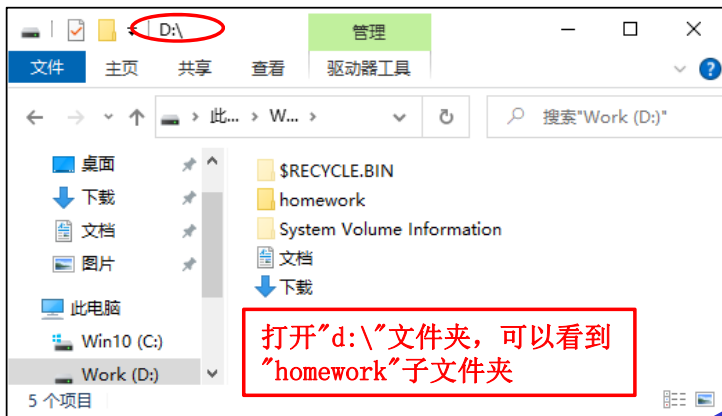 D:\
管理
文件 主页 共享 查看 驱动器工具
此... › W... ›
搜索"Work (D:)"
桌面
下载
文档
图片
此电脑
Win10 (C:)
Work (D:)
$RECYCLE.BIN
homework
System Volume Information
文档
下载
打开"d:\"文件夹，可以看到
"homework"子文件夹
5 个项目